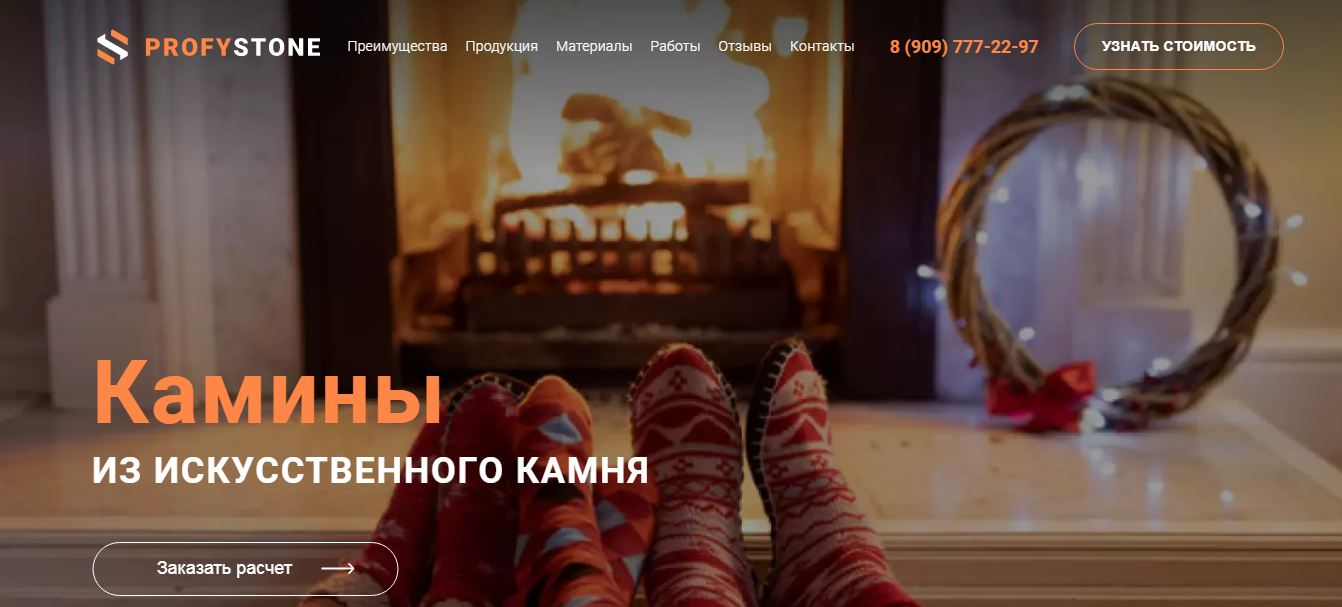 PROFYSTONE Преимущества Продукция Материалы Работы Отзывы Контакты 8 (909) 777-22-97 УЗНАТЬ СТОИМОСТЬ
Камины
ИЗ ИСКУССТВЕННОГО КАМНЯ
Заказать расчет